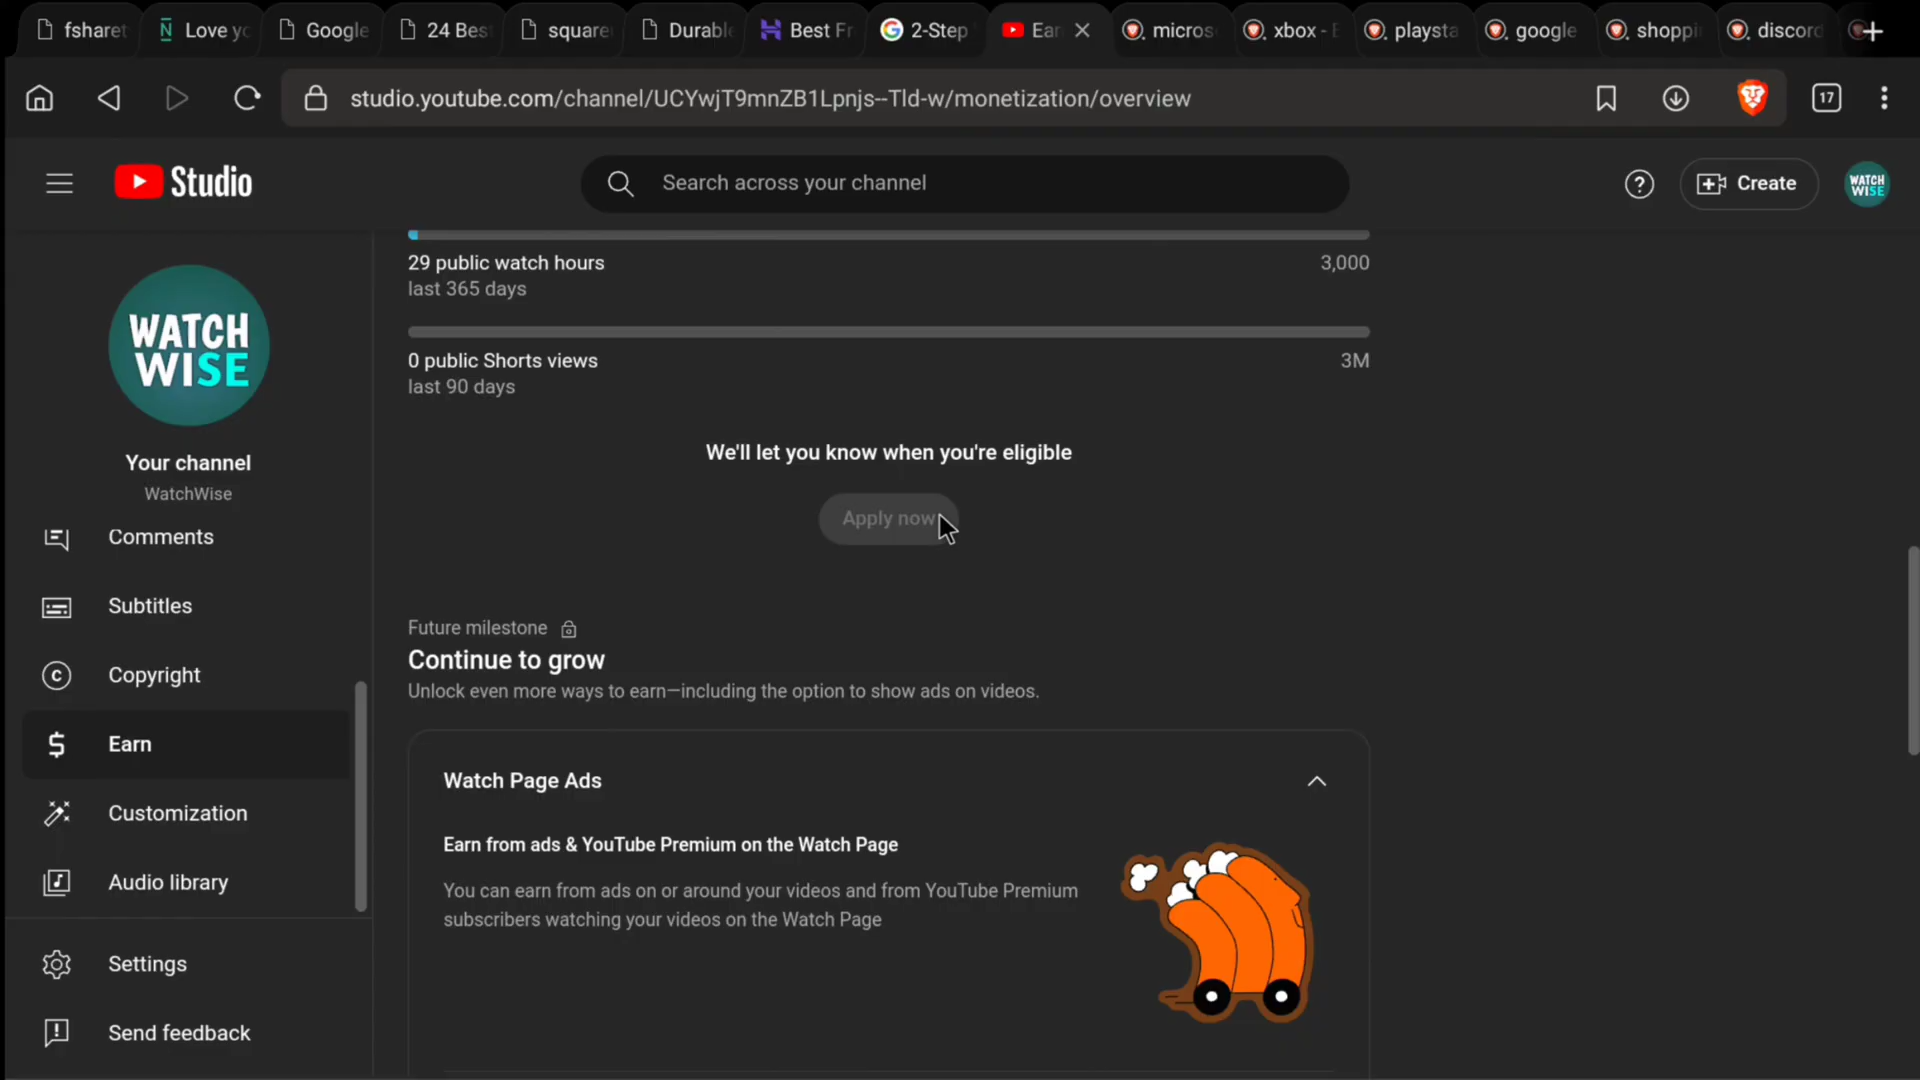 fshare
Love yo
Google
24 Bes
square
Durabl
Best Fr
2-Step
Ear
micros
xbox - E
playsta
google
shoppi
discord
studio.youtube.com/channel/UCYwjT9mnZB1Lpnjs--Tld-w/monetization/overview
17
Studio
Search across your channel
Create
WATCH
WISE
WATCH
WISE
Your channel
WatchWise
Comments
Subtitles
Copyright
Earn
Customization
Audio library
Settings
Send feedback
29 public watch hours
3,000
last 365 days
0 public Shorts views
3M
last 90 days
We'll let you know when you're eligible
Apply now
Future milestone
Continue to grow
Unlock even more ways to earn—including the option to show ads on videos.
Watch Page Ads
Earn from ads & YouTube Premium on the Watch Page
You can earn from ads on or around your videos and from YouTube Premium
subscribers watching your videos on the Watch Page